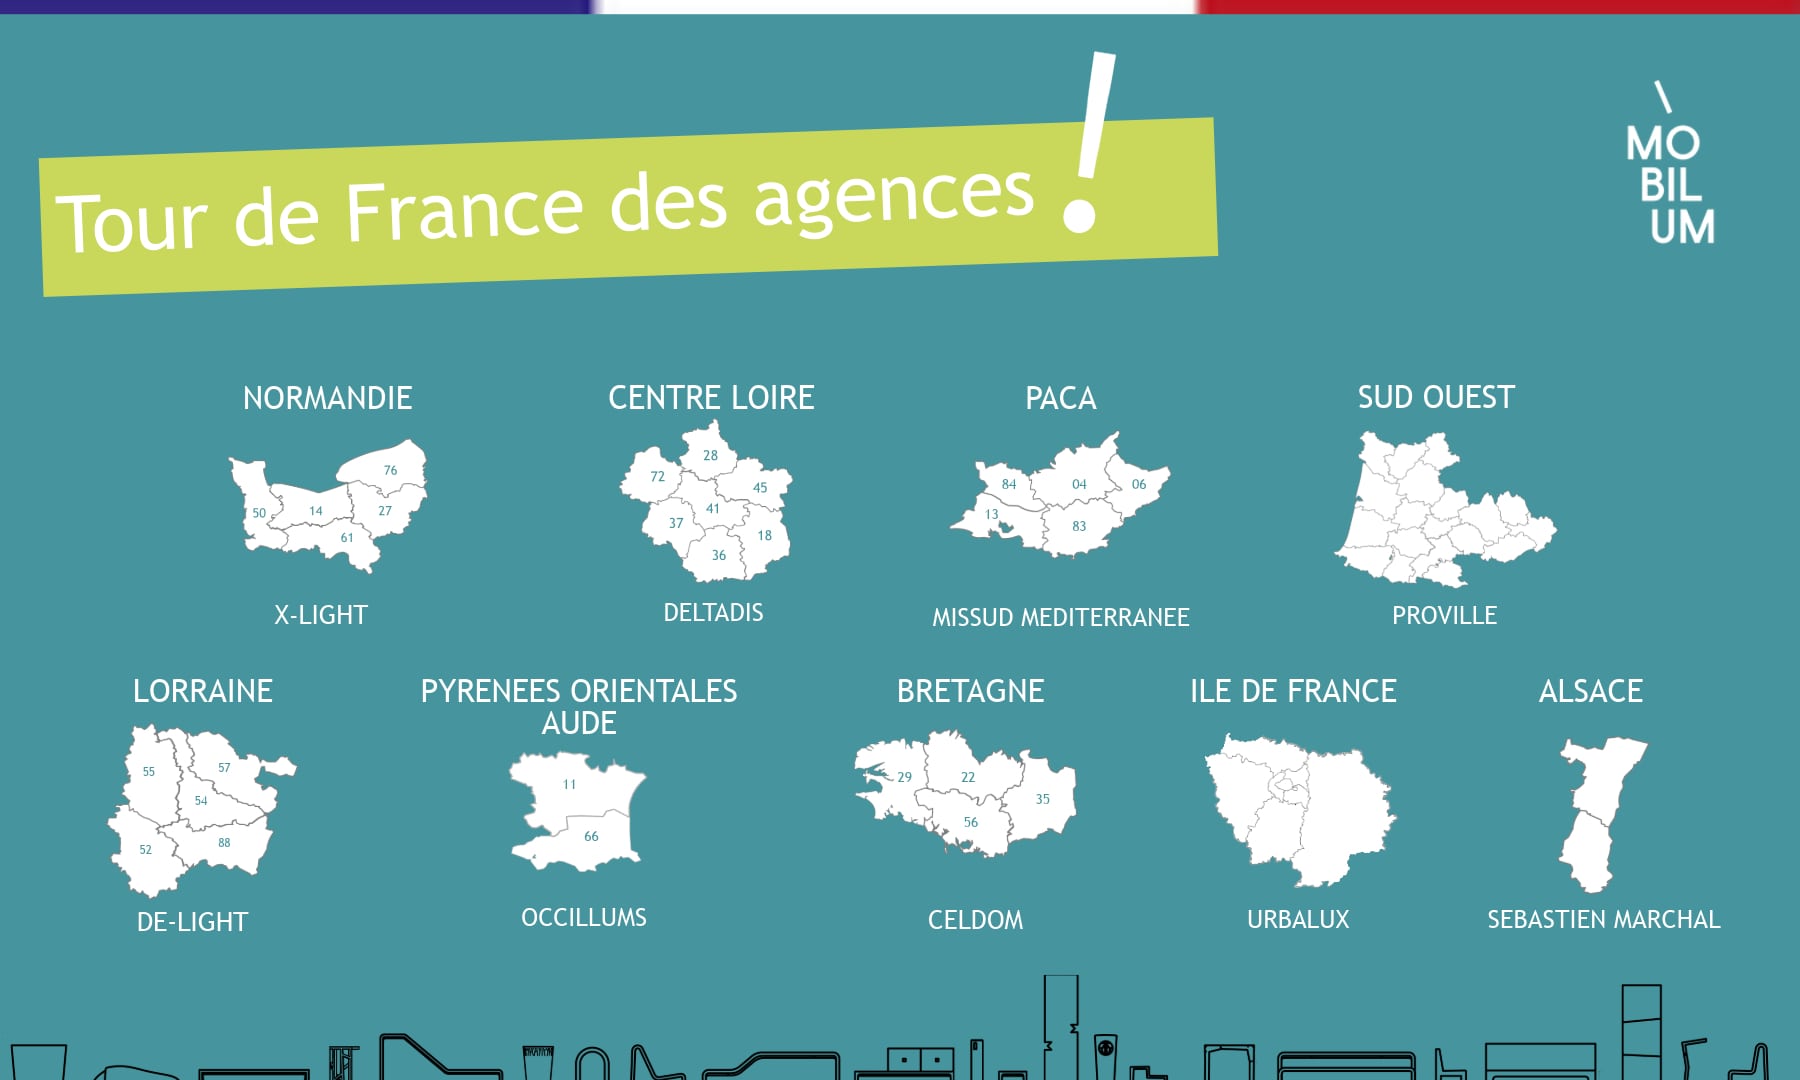 Tour de France des agences !
\
MO
BIL
UM
NORMANDIE
76
50
14
27
61
X-LIGHT
CENTRE LOIRE
28
72
45
41
37
18
36
DELTADIS
PACA
84
04
06
13
83
MISSUD MEDITERRANEE
SUD OUEST
PROVILLE
LORRAINE
55
57
54
52
88
DE-LIGHT
PYRENEES ORIENTALES
AUDE
11
66
OCCILLUMS
BRETAGNE
29
22
35
56
CELDOM
ILE DE FRANCE
URBALUX
ALSACE
SEBASTIEN MARCHAL